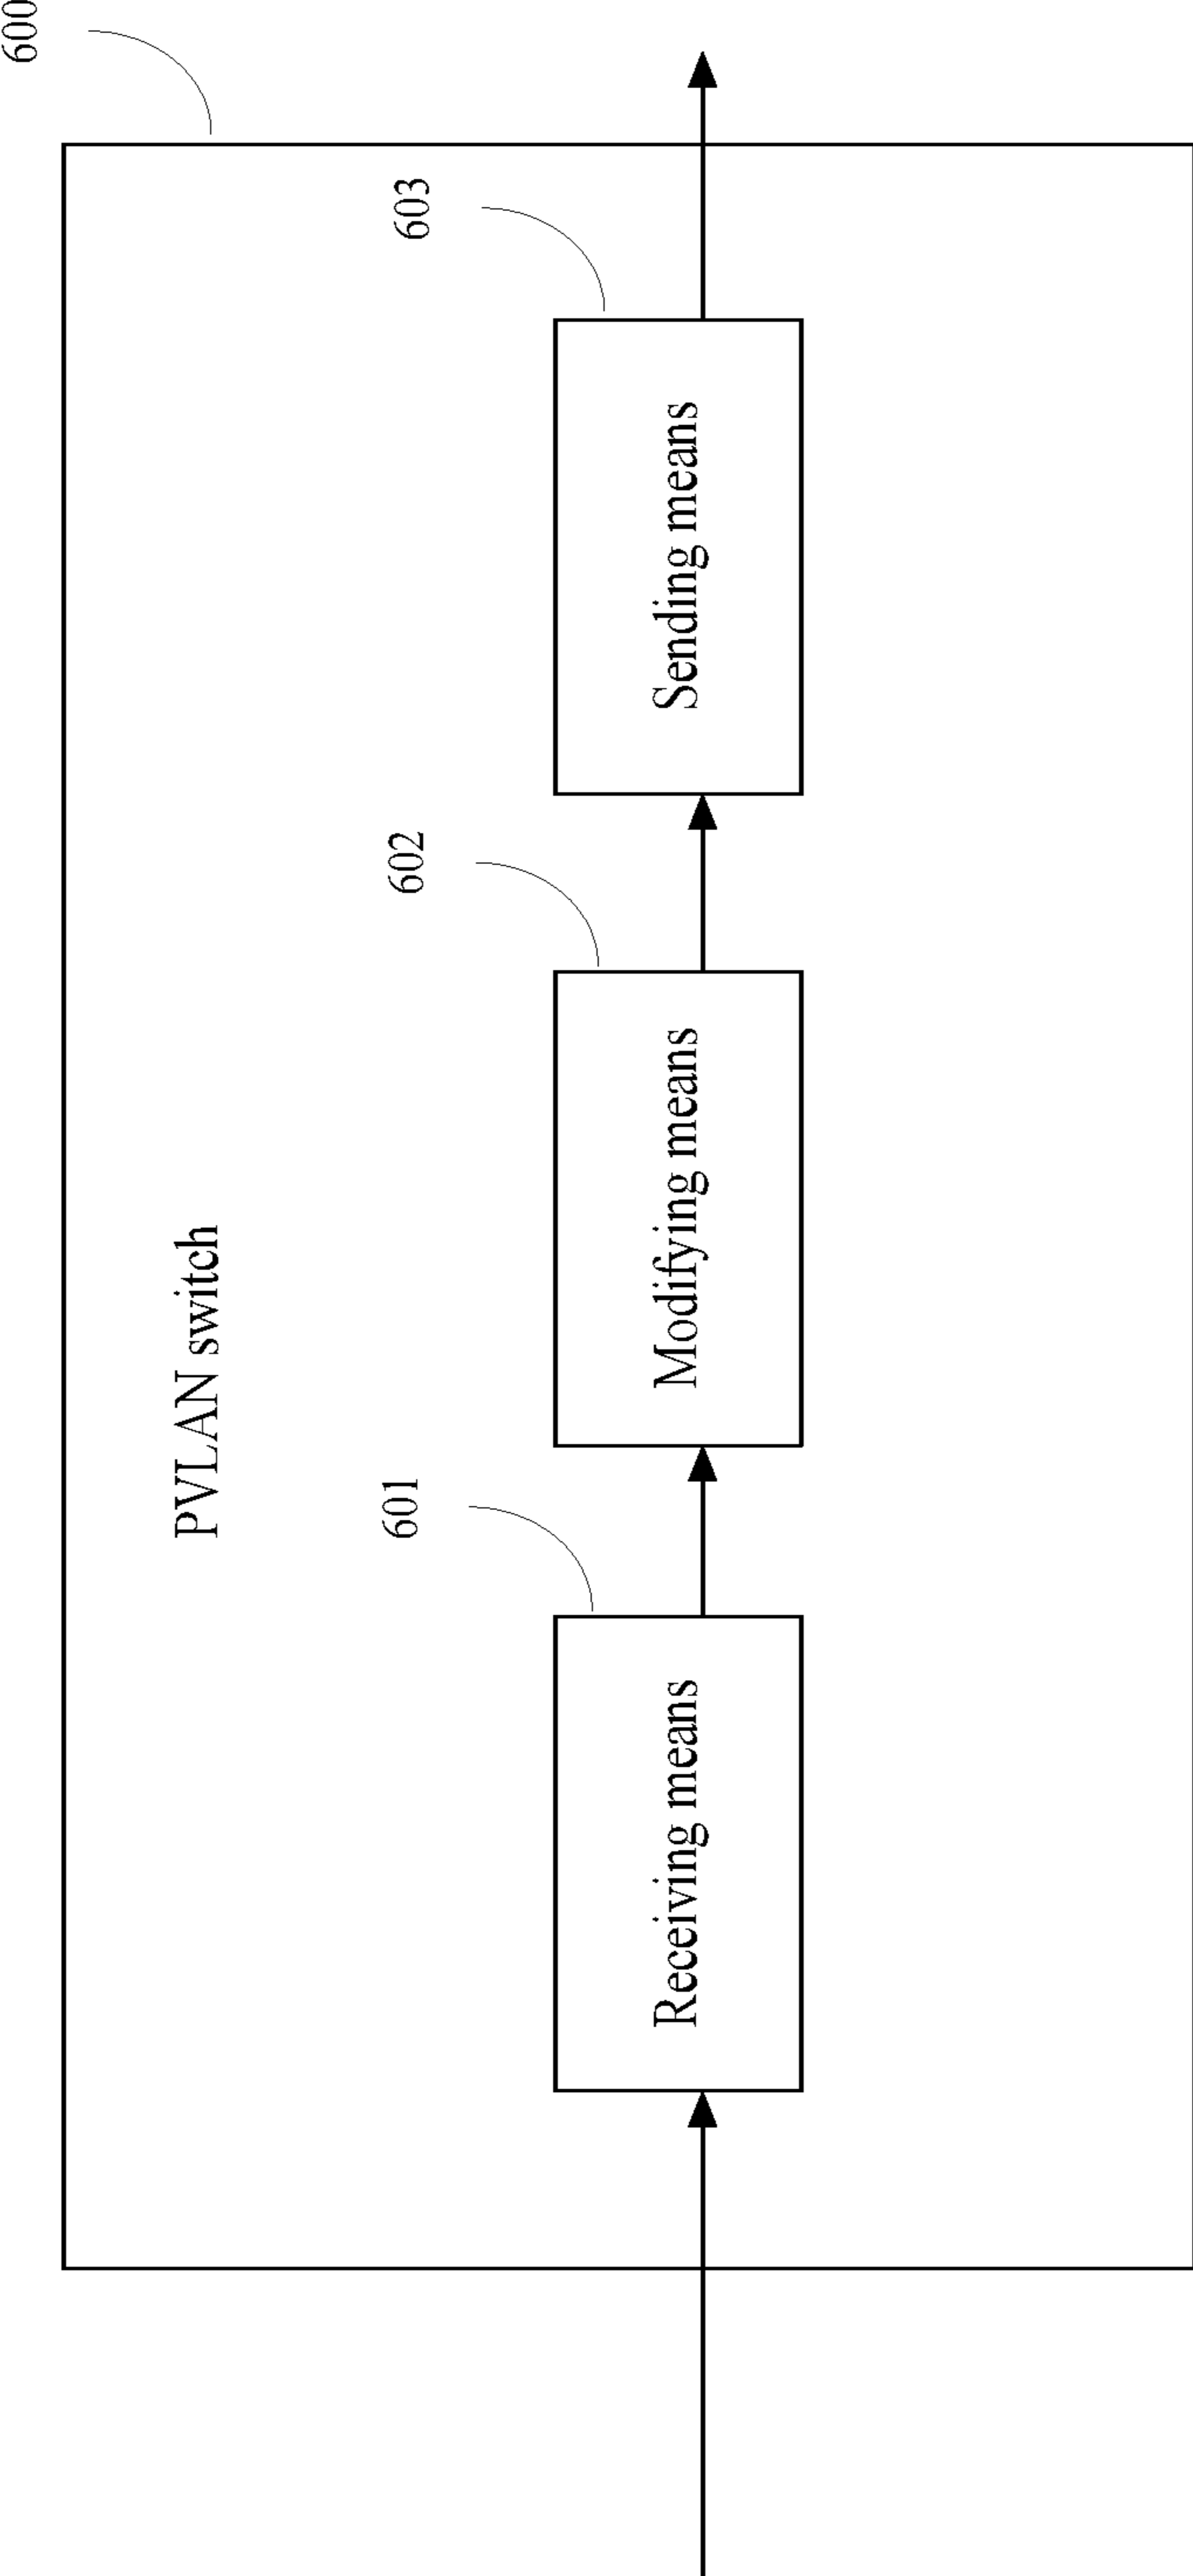 600
PVLAN switch
601
602
603
Receiving means
Modifying means
Sending means